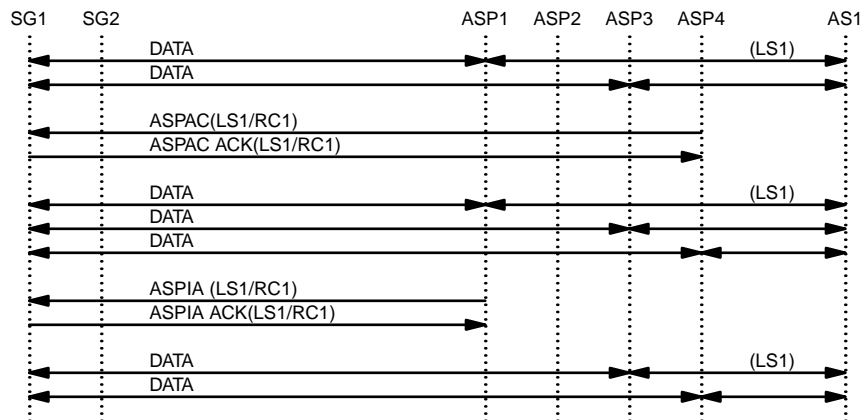 SG1 SG2 ASP1 ASP2 ASP3 ASP4 AS1
DATA (LS1)
DATA
ASPAC(LS1/RC1)
ASPAC ACK(LS1/RC1)
DATA (LS1)
DATA
DATA
ASPIA (LS1/RC1)
ASPIA ACK(LS1/RC1)
DATA (LS1)
DATA